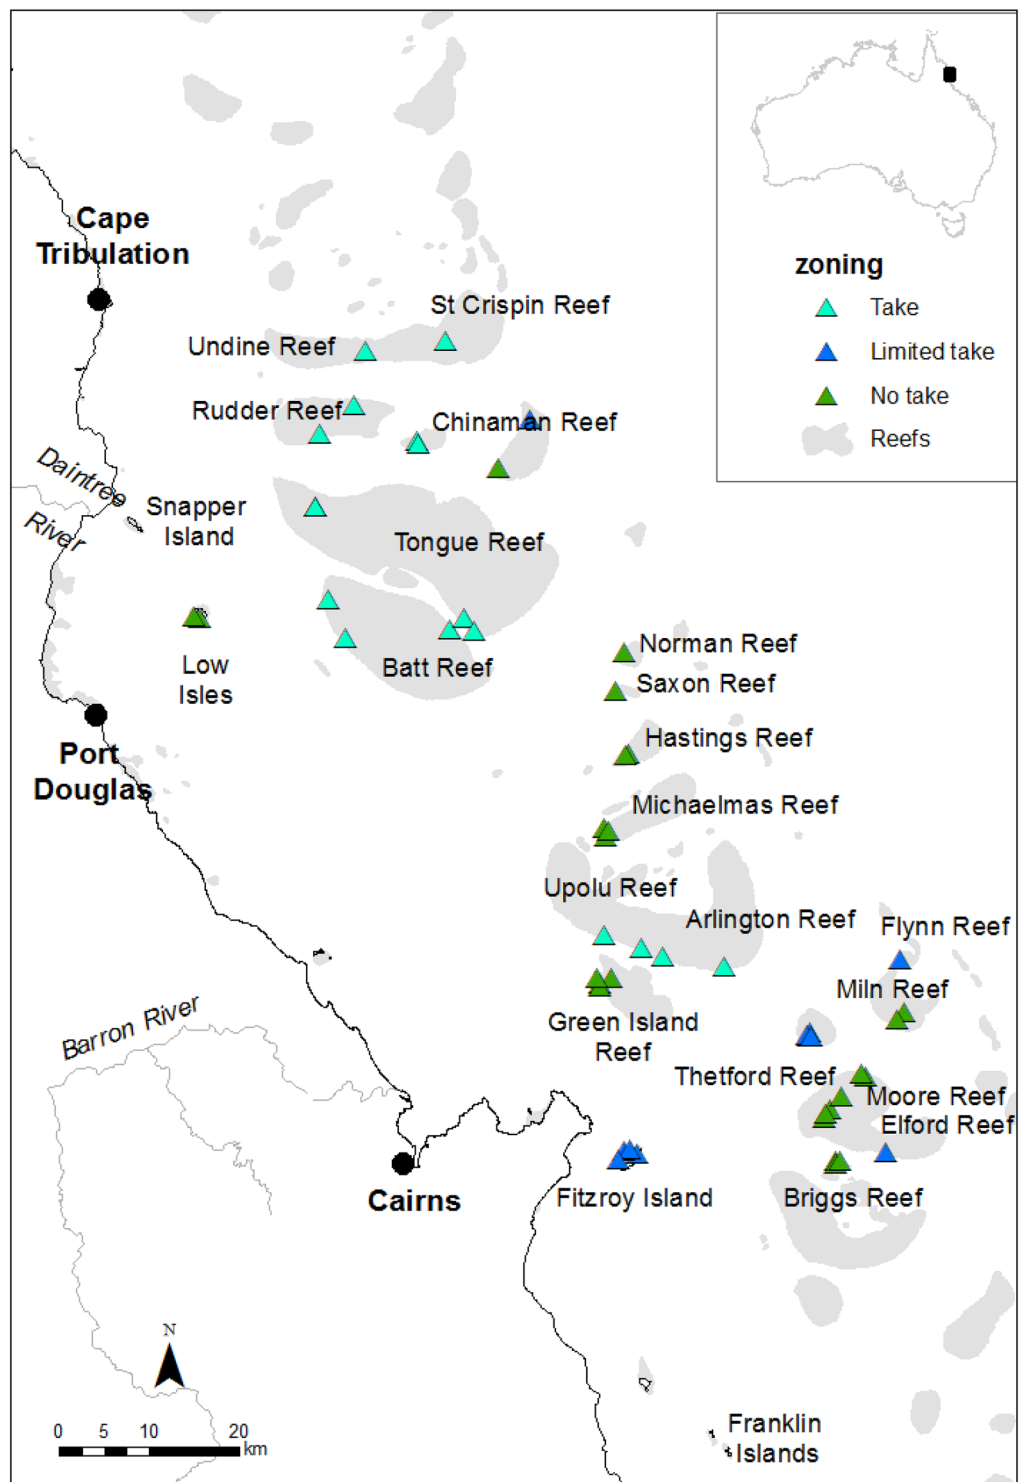 Cape
Tribulation
St Crispin Reef
Undine Reef
Rudder Reef
Chinaman Reef
Daintree
River
Snapper
Island
Tongue Reef
Low
Isles
Batt Reef
Norman Reef
Saxon Reef
Port
Douglas
Hastings Reef
Michaelmas Reef
Upolu Reef
Arlington Reef
Flynn Reef
Miln Reef
Green Island
Reef
Barron River
Thetford Reef
Moore Reef
Elford Reef
Cairns
Fitzroy Island
Briggs Reef
Franklin
Islands
zoning
Take
Limited take
No take
Reefs
N
0 5 10 20
km